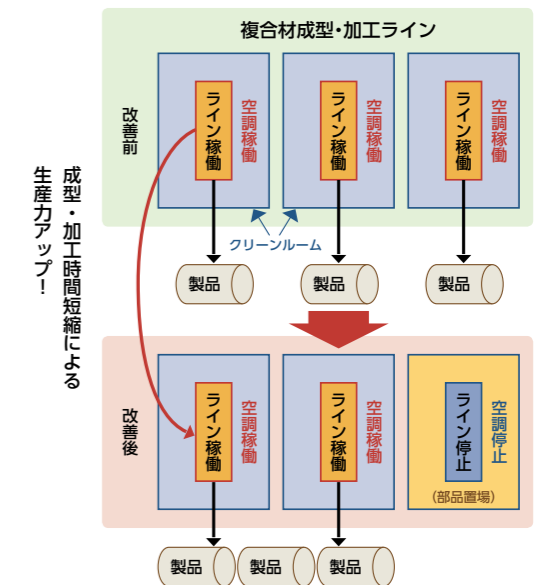 複合材成型・加工ライン
改善前
ライン稼働
空調稼働
ライン稼働
空調稼働
ライン稼働
空調稼働
クリーンルーム
製品
製品
製品
成型・加工時間短縮による
生産力アップ！
改善後
ライン稼働
空調稼働
ライン稼働
空調稼働
ライン停止
空調停止
（部品置場）
製品
製品
製品